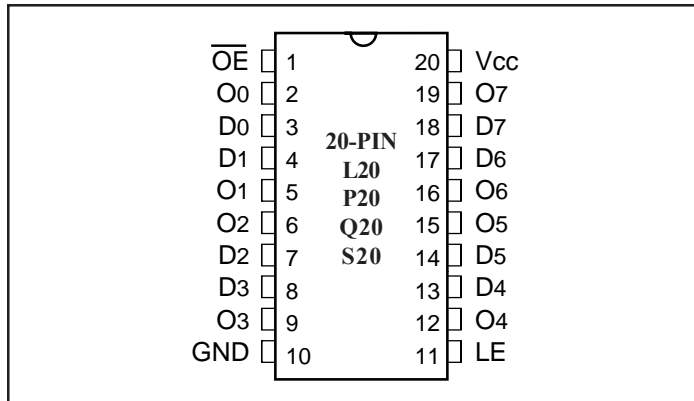 O̅E̅ 1 20 Vcc
O0 2 19 O7
D0 3 18 D7
20-PIN
D1 4 17 D6
L20
O1 5 16 O6
P20
O2 6 15 O5
Q20
D2 7 14 D5
S20
D3 8 13 D4
O3 9 12 O4
GND 10 11 LE